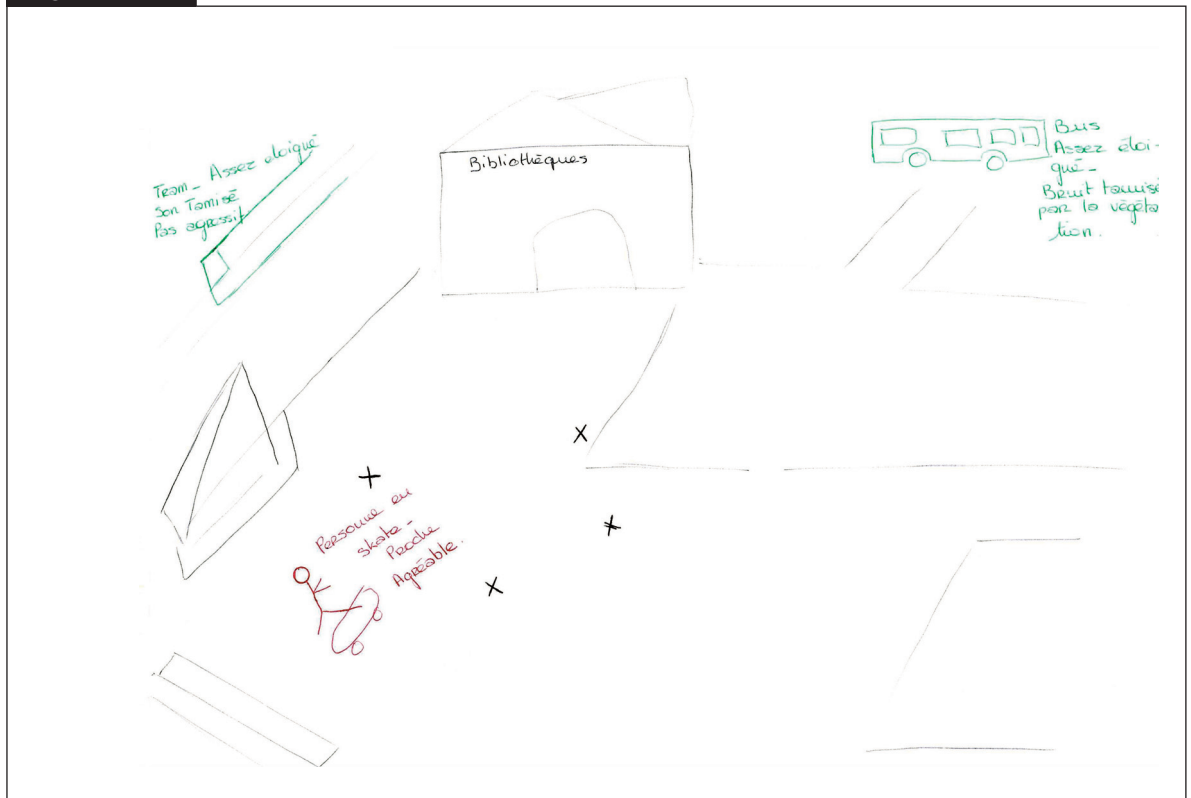 Tram - Assez éloigné
Son Tamisé
Pas agressif
Bibliothèques
Bus
Assez éloi-
gné -
Bruit tamisé
par la végéta
tion.
Personne en
skate -
Proche
Agréable.